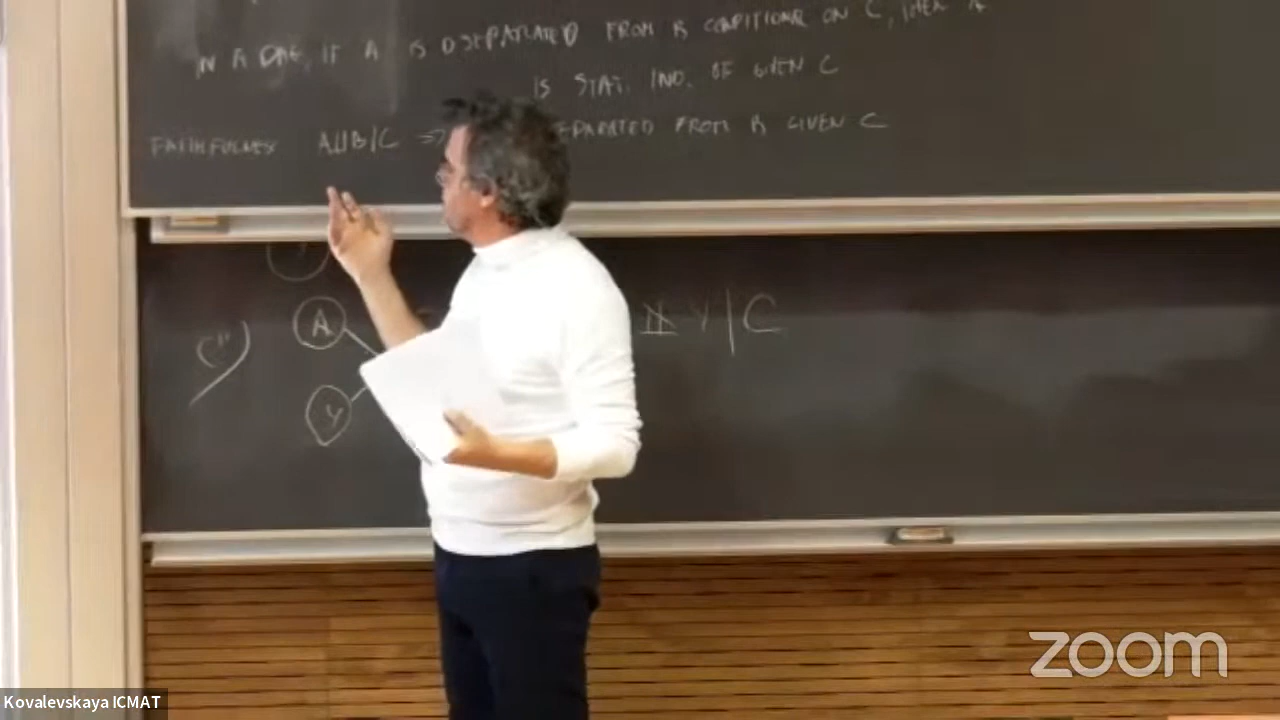 IN A DAG, IF A IS D SEPARATED FROM B CONDITIONAL ON C, THEN A
IS STAT. IND. OF GIVEN C
FAITHFULNESS A⫫B|C ⇒ SEPARATED FROM B GIVEN C
A
Y|C
C"
Y
zoom
Kovalevskaya ICMAT